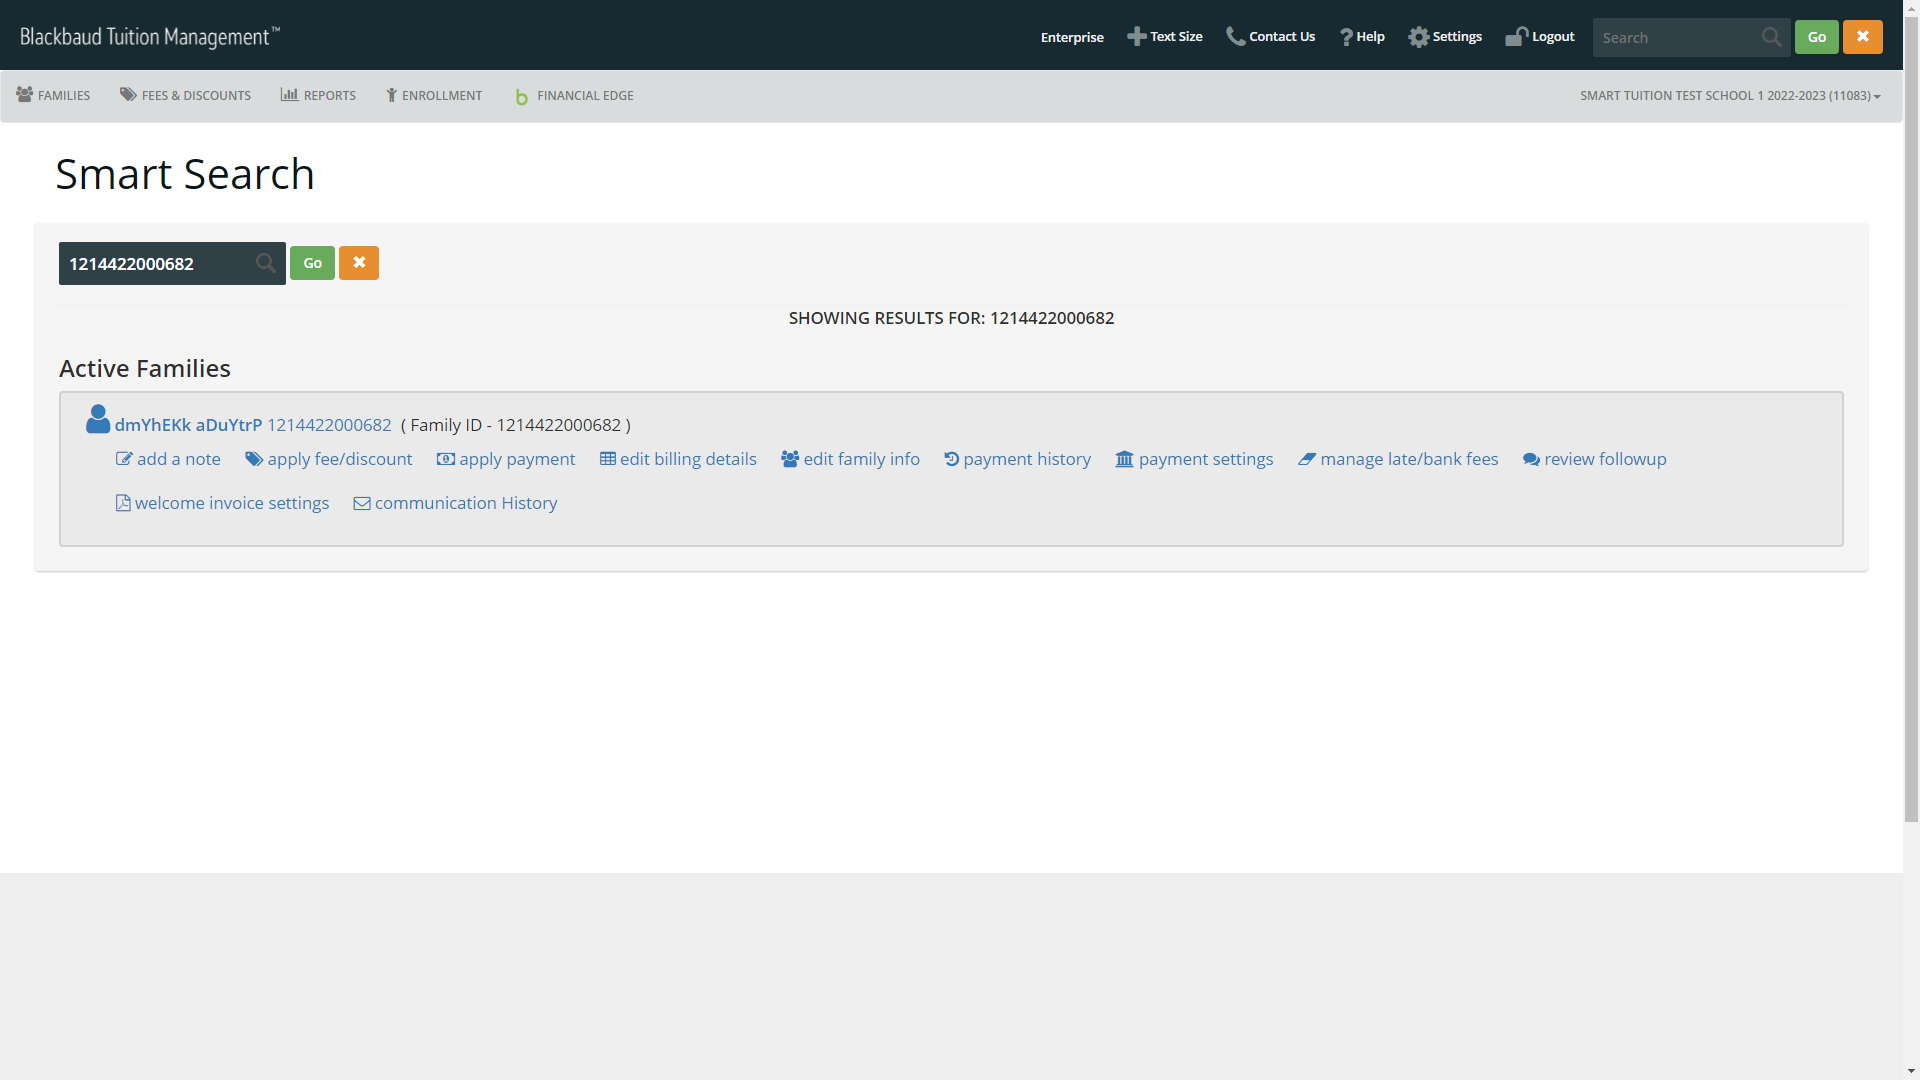 Blackbaud Tuition Management™
Enterprise Text Size Contact Us Help Settings Logout Search Go
FAMILIES FEES & DISCOUNTS REPORTS ENROLLMENT FINANCIAL EDGE SMART TUITION TEST SCHOOL 1 2022-2023 (11083)
Smart Search
1214422000682 Go
SHOWING RESULTS FOR: 1214422000682
Active Families
dmYhEKk aDuYtrP 1214422000682 ( Family ID - 1214422000682 )
add a note apply fee/discount apply payment edit billing details edit family info payment history payment settings manage late/bank fees review followup
welcome invoice settings communication History